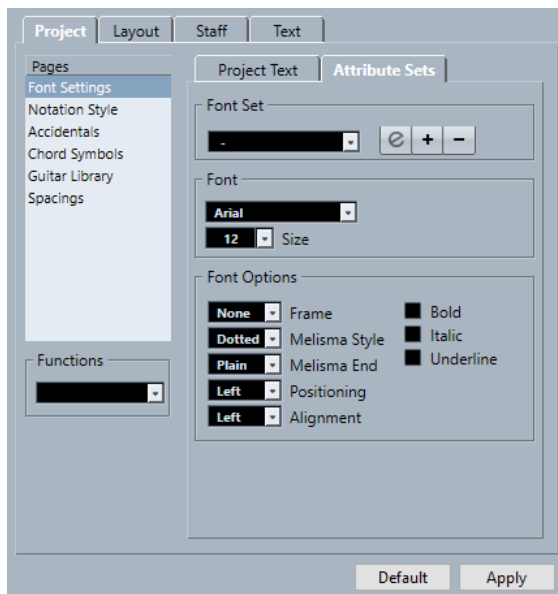 Project Layout Staff Text
Pages
Font Settings
Notation Style
Accidentals
Chord Symbols
Guitar Library
Spacings
Functions
Project Text Attribute Sets
Font Set
- e + −
Font
Arial
12 Size
Font Options
None Frame
Dotted Melisma Style
Plain Melisma End
Left Positioning
Left Alignment
Bold
Italic
Underline
Default Apply